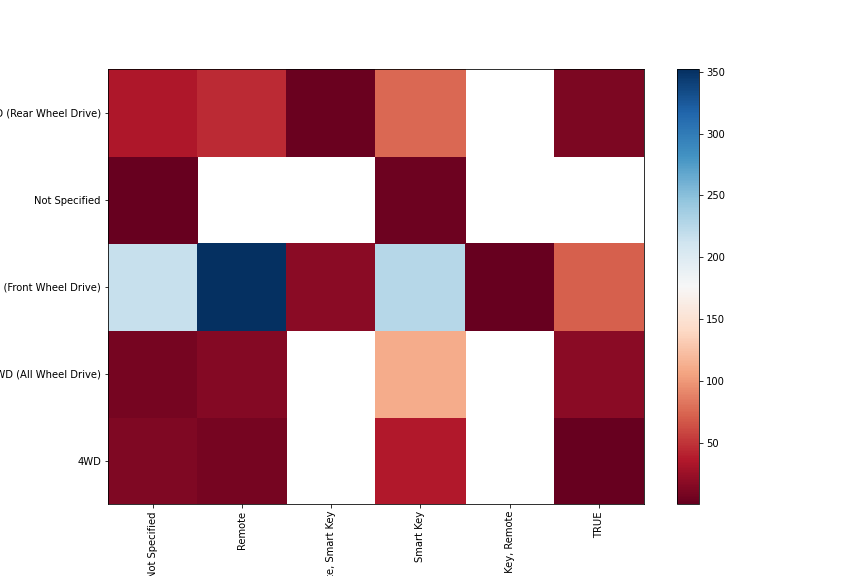 (Rear Wheel Drive)
Not Specified
(Front Wheel Drive)
(All Wheel Drive)
4WD
Not Specified
Remote
Smart Key
Smart Key
Key, Remote
TRUE
350
300
250
200
150
100
50